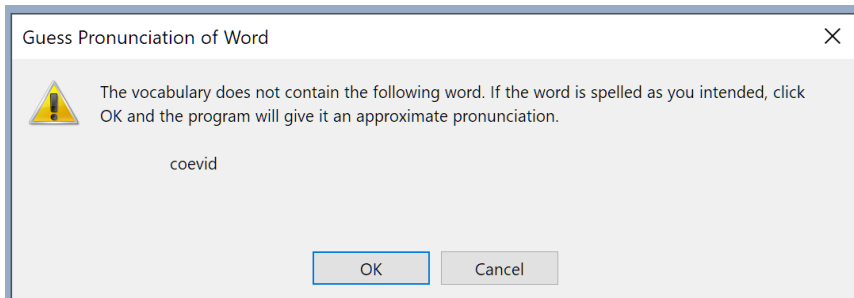 Guess Pronunciation of Word
The vocabulary does not contain the following word. If the word is spelled as you intended, click
OK and the program will give it an approximate pronunciation.
coevid
OK
Cancel